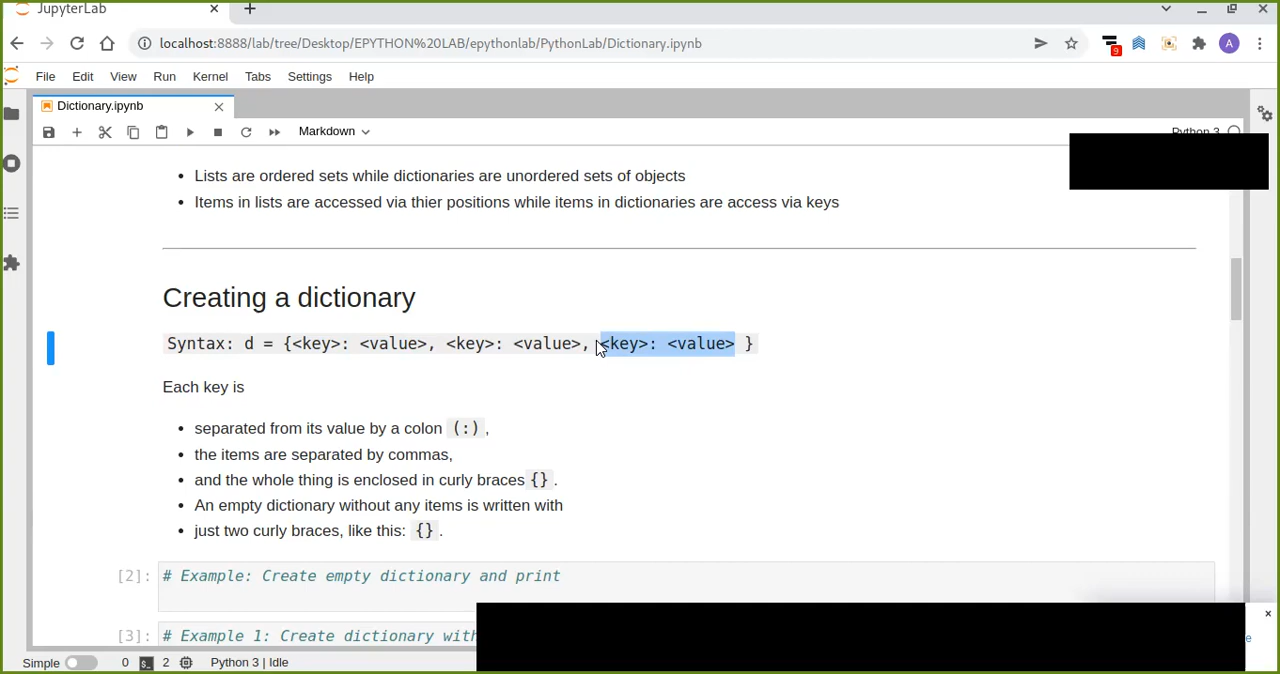 JupyterLab
localhost:8888/lab/tree/Desktop/EPYTHON%20LAB/epythonlab/PythonLab/Dictionary.ipynb
9
A
File Edit View Run Kernel Tabs Settings Help
Dictionary.ipynb
Markdown
Python 3
Lists are ordered sets while dictionaries are unordered sets of objects
Items in lists are accessed via thier positions while items in dictionaries are access via keys
Creating a dictionary
Syntax: d = {<key>: <value>, <key>: <value>, <key>: <value> }
Each key is
separated from its value by a colon (:),
the items are separated by commas,
and the whole thing is enclosed in curly braces {}.
An empty dictionary without any items is written with
just two curly braces, like this: {}.
[2]: # Example: Create empty dictionary and print
[3]: # Example 1: Create dictionary with
Simple 0 $_ 2 Python 3 | Idle